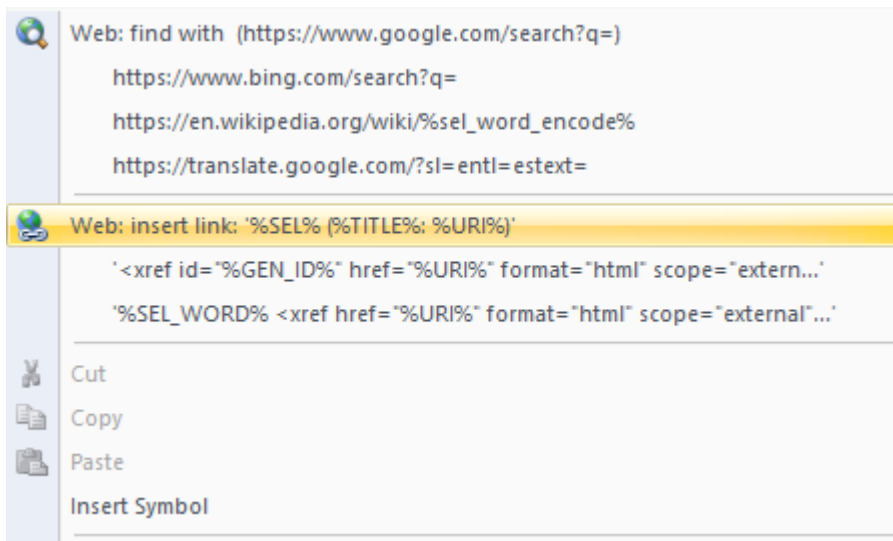 Web: find with  (https://www.google.com/search?q=)
https://www.bing.com/search?q=
https://en.wikipedia.org/wiki/%sel_word_encode%
https://translate.google.com/?sl=entl=estext=
Web: insert link: '%SEL% (%TITLE%: %URI%)'
'<xref id="%GEN_ID%" href="%URI%" format="html" scope="extern...'
'%SEL_WORD% <xref href="%URI%" format="html" scope="external"...'
Cut
Copy
Paste
Insert Symbol